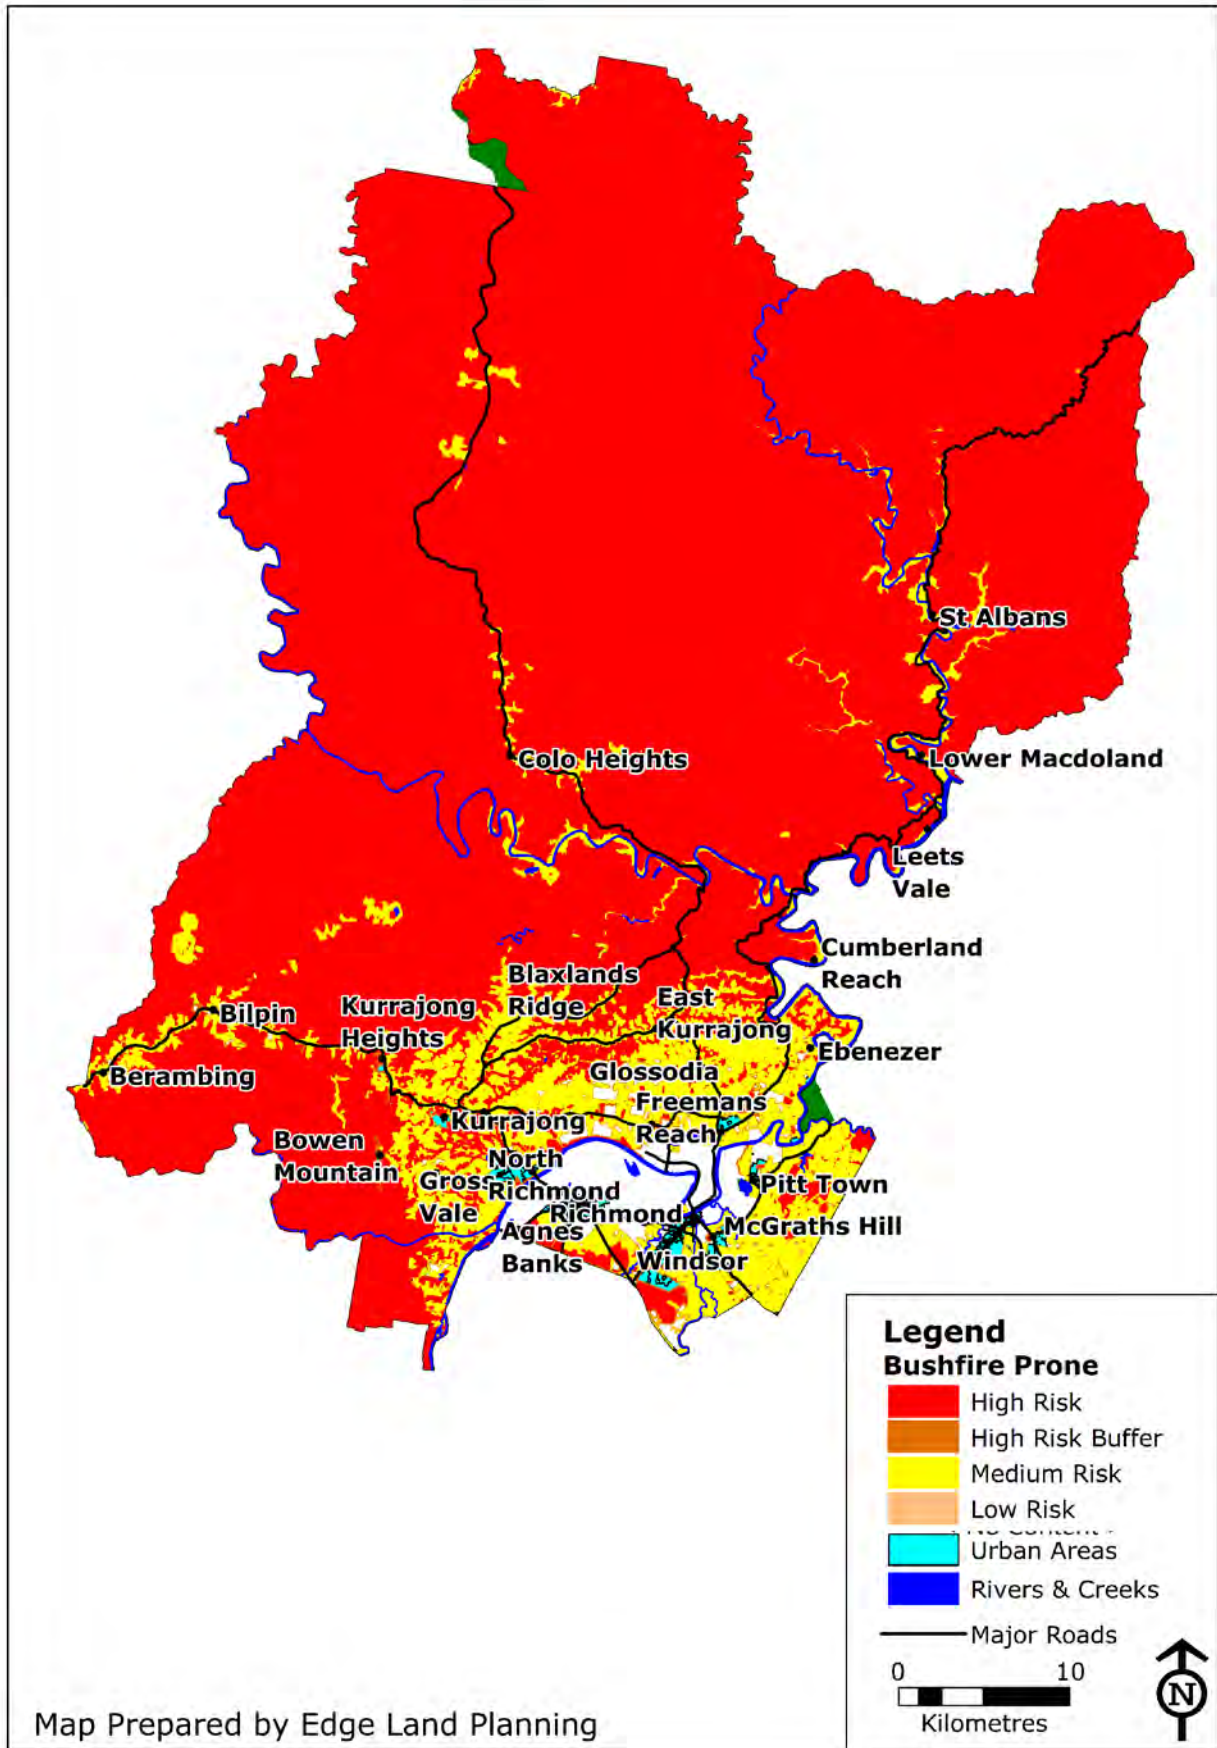 St Albans
Colo Heights
Lower Macdoland
Leets
Vale
Cumberland
Reach
Blaxlands
Ridge
East
Kurrajong
Kurrajong
Heights
Bilpin
Berambing
Ebenezer
Glossodia
Freemans
Reach
Kurrajong
Bowen
Mountain
North
Richmond
Gross
Vale
Pitt Town
Richmond
McGraths Hill
Agnes
Banks
Windsor
Legend
Bushfire Prone
High Risk
High Risk Buffer
Medium Risk
Low Risk
Urban Areas
Rivers & Creeks
Major Roads
0 10
Kilometres
N
Map Prepared by Edge Land Planning